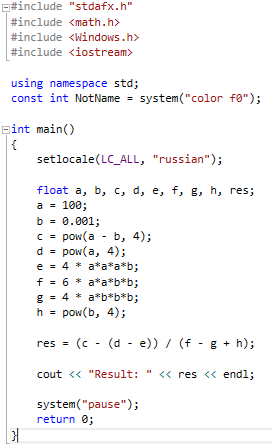 #include "stdafx.h"
#include <math.h>
#include <Windows.h>
#include <iostream>

using namespace std;
const int NotName = system("color f0");

int main()
{
    setlocale(LC_ALL, "russian");

    float a, b, c, d, e, f, g, h, res;
    a = 100;
    b = 0.001;
    c = pow(a - b, 4);
    d = pow(a, 4);
    e = 4 * a*a*a*b;
    f = 6 * a*a*b*b;
    g = 4 * a*b*b*b;
    h = pow(b, 4);

    res = (c - (d - e)) / (f - g + h);

    cout << "Result: " << res << endl;

    system("pause");
    return 0;
}